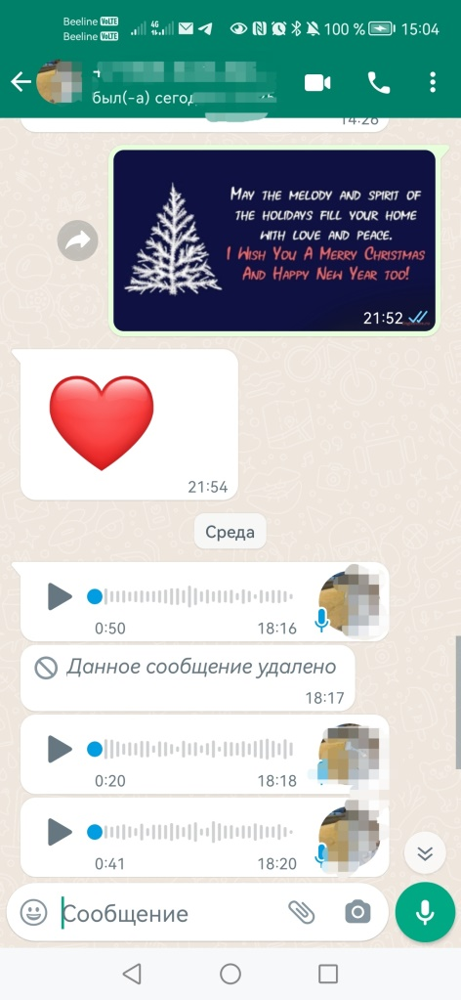 Beeline VoLTE
Beeline VoLTE
4G
100 %
15:04
был(-а) сегод
14:26
MAY THE MELODY AND SPIRIT OF
THE HOLIDAYS FILL YOUR HOME
WITH LOVE AND PEACE.
I WISH YOU A MERRY CHRISTMAS
AND HAPPY NEW YEAR TOO!
21:52
21:54
Среда
0:50 18:16
Данное сообщение удалено
18:17
0:20 18:18
0:41 18:20
Сообщение